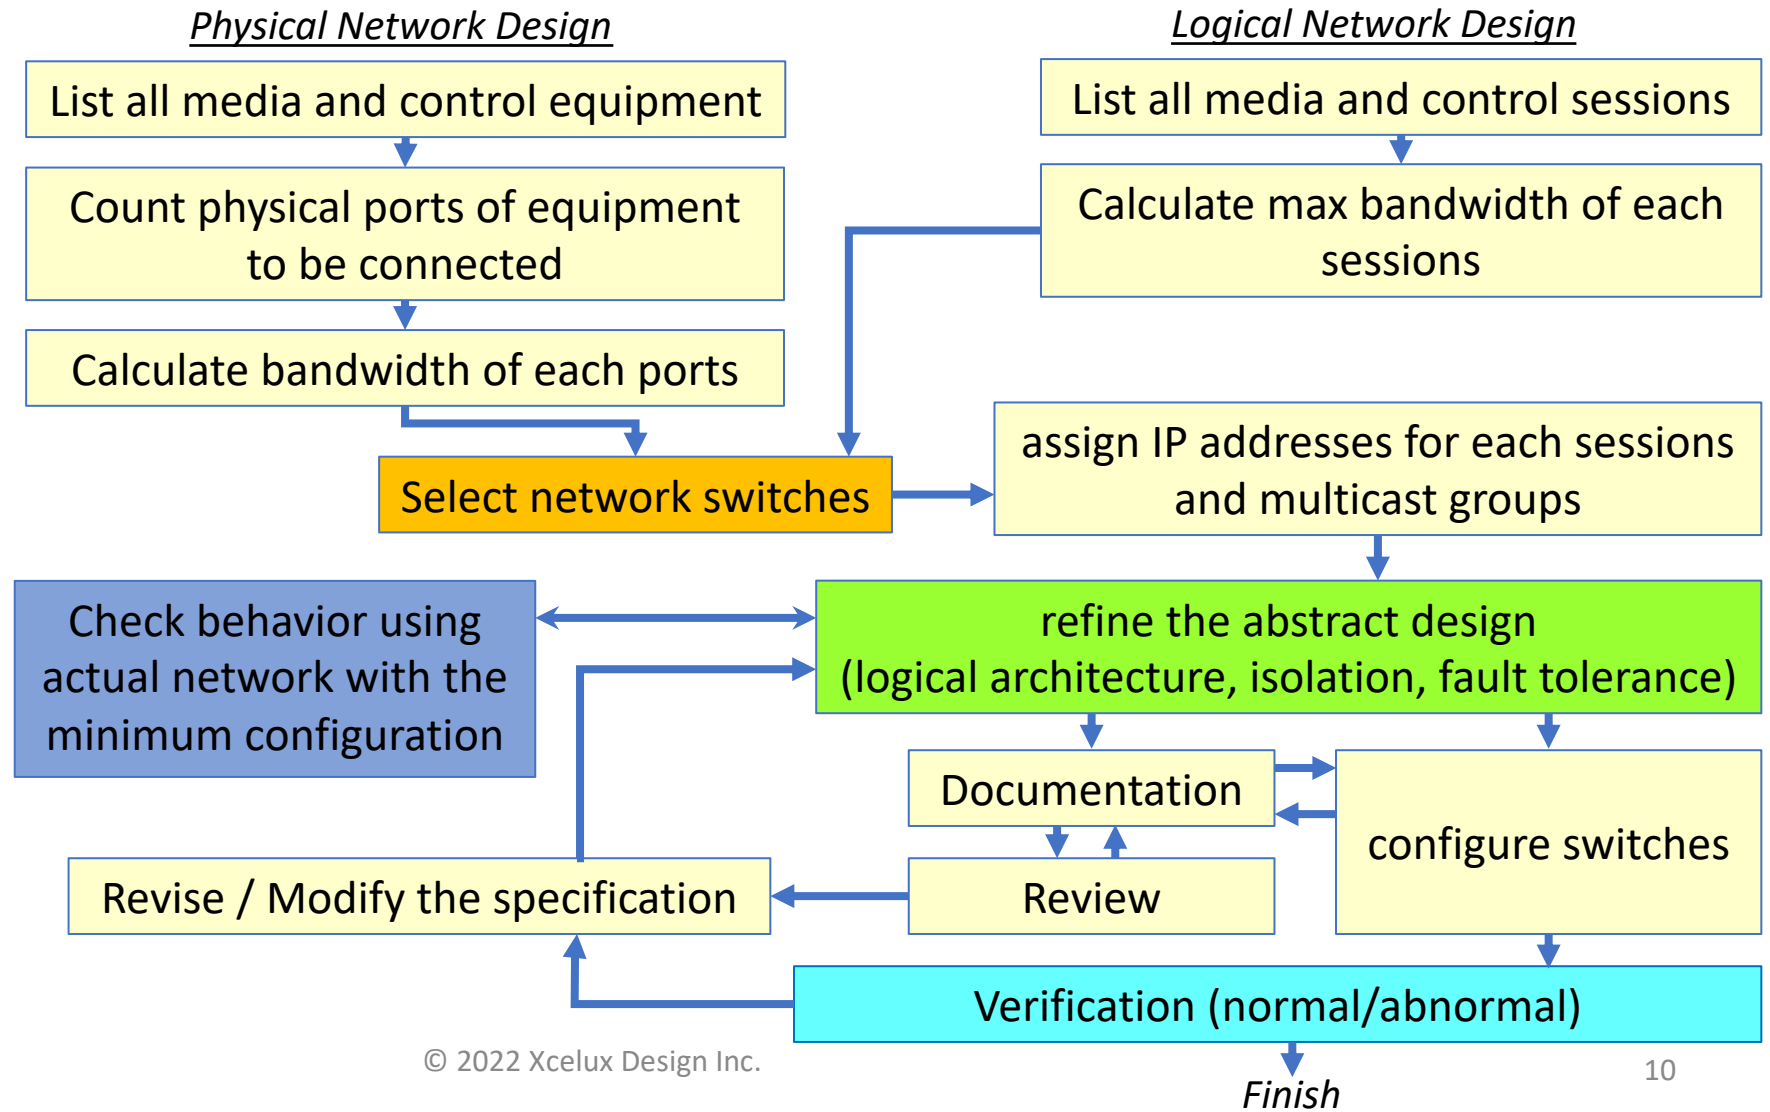 Physical Network Design
Logical Network Design
List all media and control equipment
List all media and control sessions
Count physical ports of equipment
to be connected
Calculate max bandwidth of each
sessions
Calculate bandwidth of each ports
Select network switches
assign IP addresses for each sessions
and multicast groups
Check behavior using
actual network with the
minimum configuration
refine the abstract design
(logical architecture, isolation, fault tolerance)
Documentation
configure switches
Revise / Modify the specification
Review
Verification (normal/abnormal)
© 2022 Xcelux Design Inc.
10
Finish